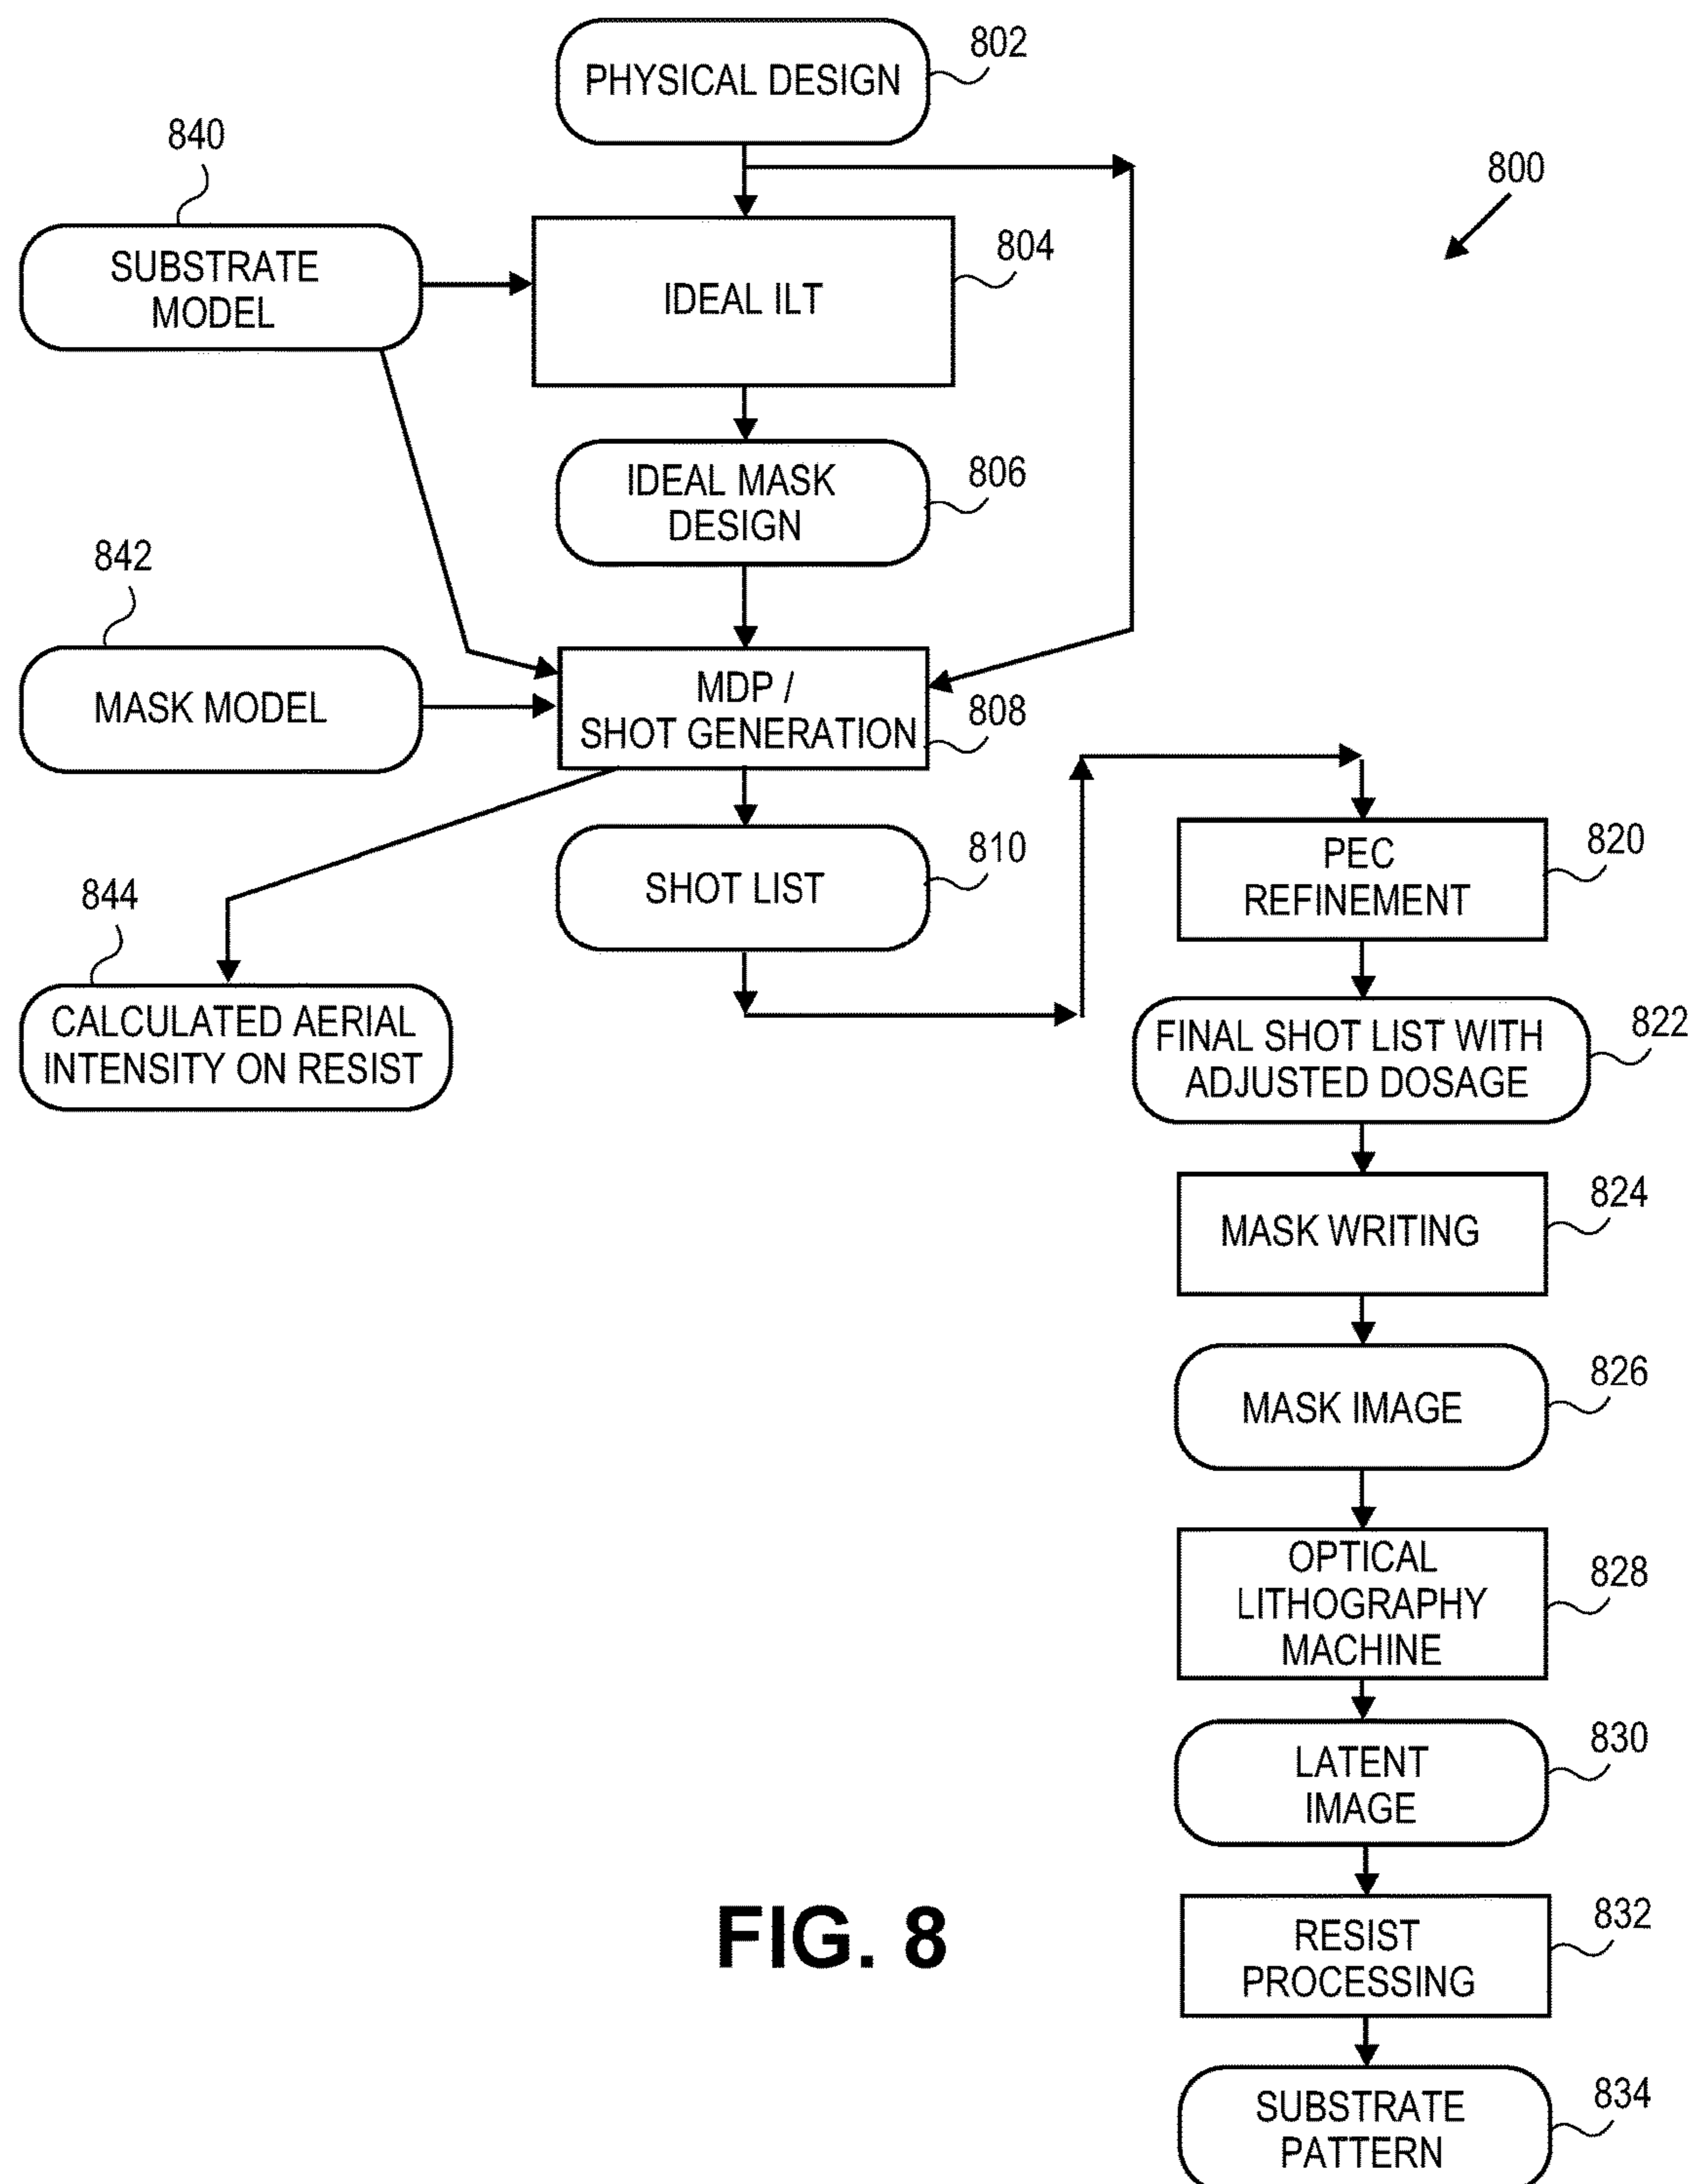 802
PHYSICAL DESIGN
840
800
SUBSTRATE
MODEL
804
IDEAL ILT
806
IDEAL MASK
DESIGN
842
MASK MODEL
MDP /
SHOT GENERATION
808
810
SHOT LIST
820
PEC
REFINEMENT
844
CALCULATED AERIAL
INTENSITY ON RESIST
822
FINAL SHOT LIST WITH
ADJUSTED DOSAGE
824
MASK WRITING
826
MASK IMAGE
828
OPTICAL
LITHOGRAPHY
MACHINE
830
LATENT
IMAGE
832
RESIST
PROCESSING
FIG. 8
834
SUBSTRATE
PATTERN